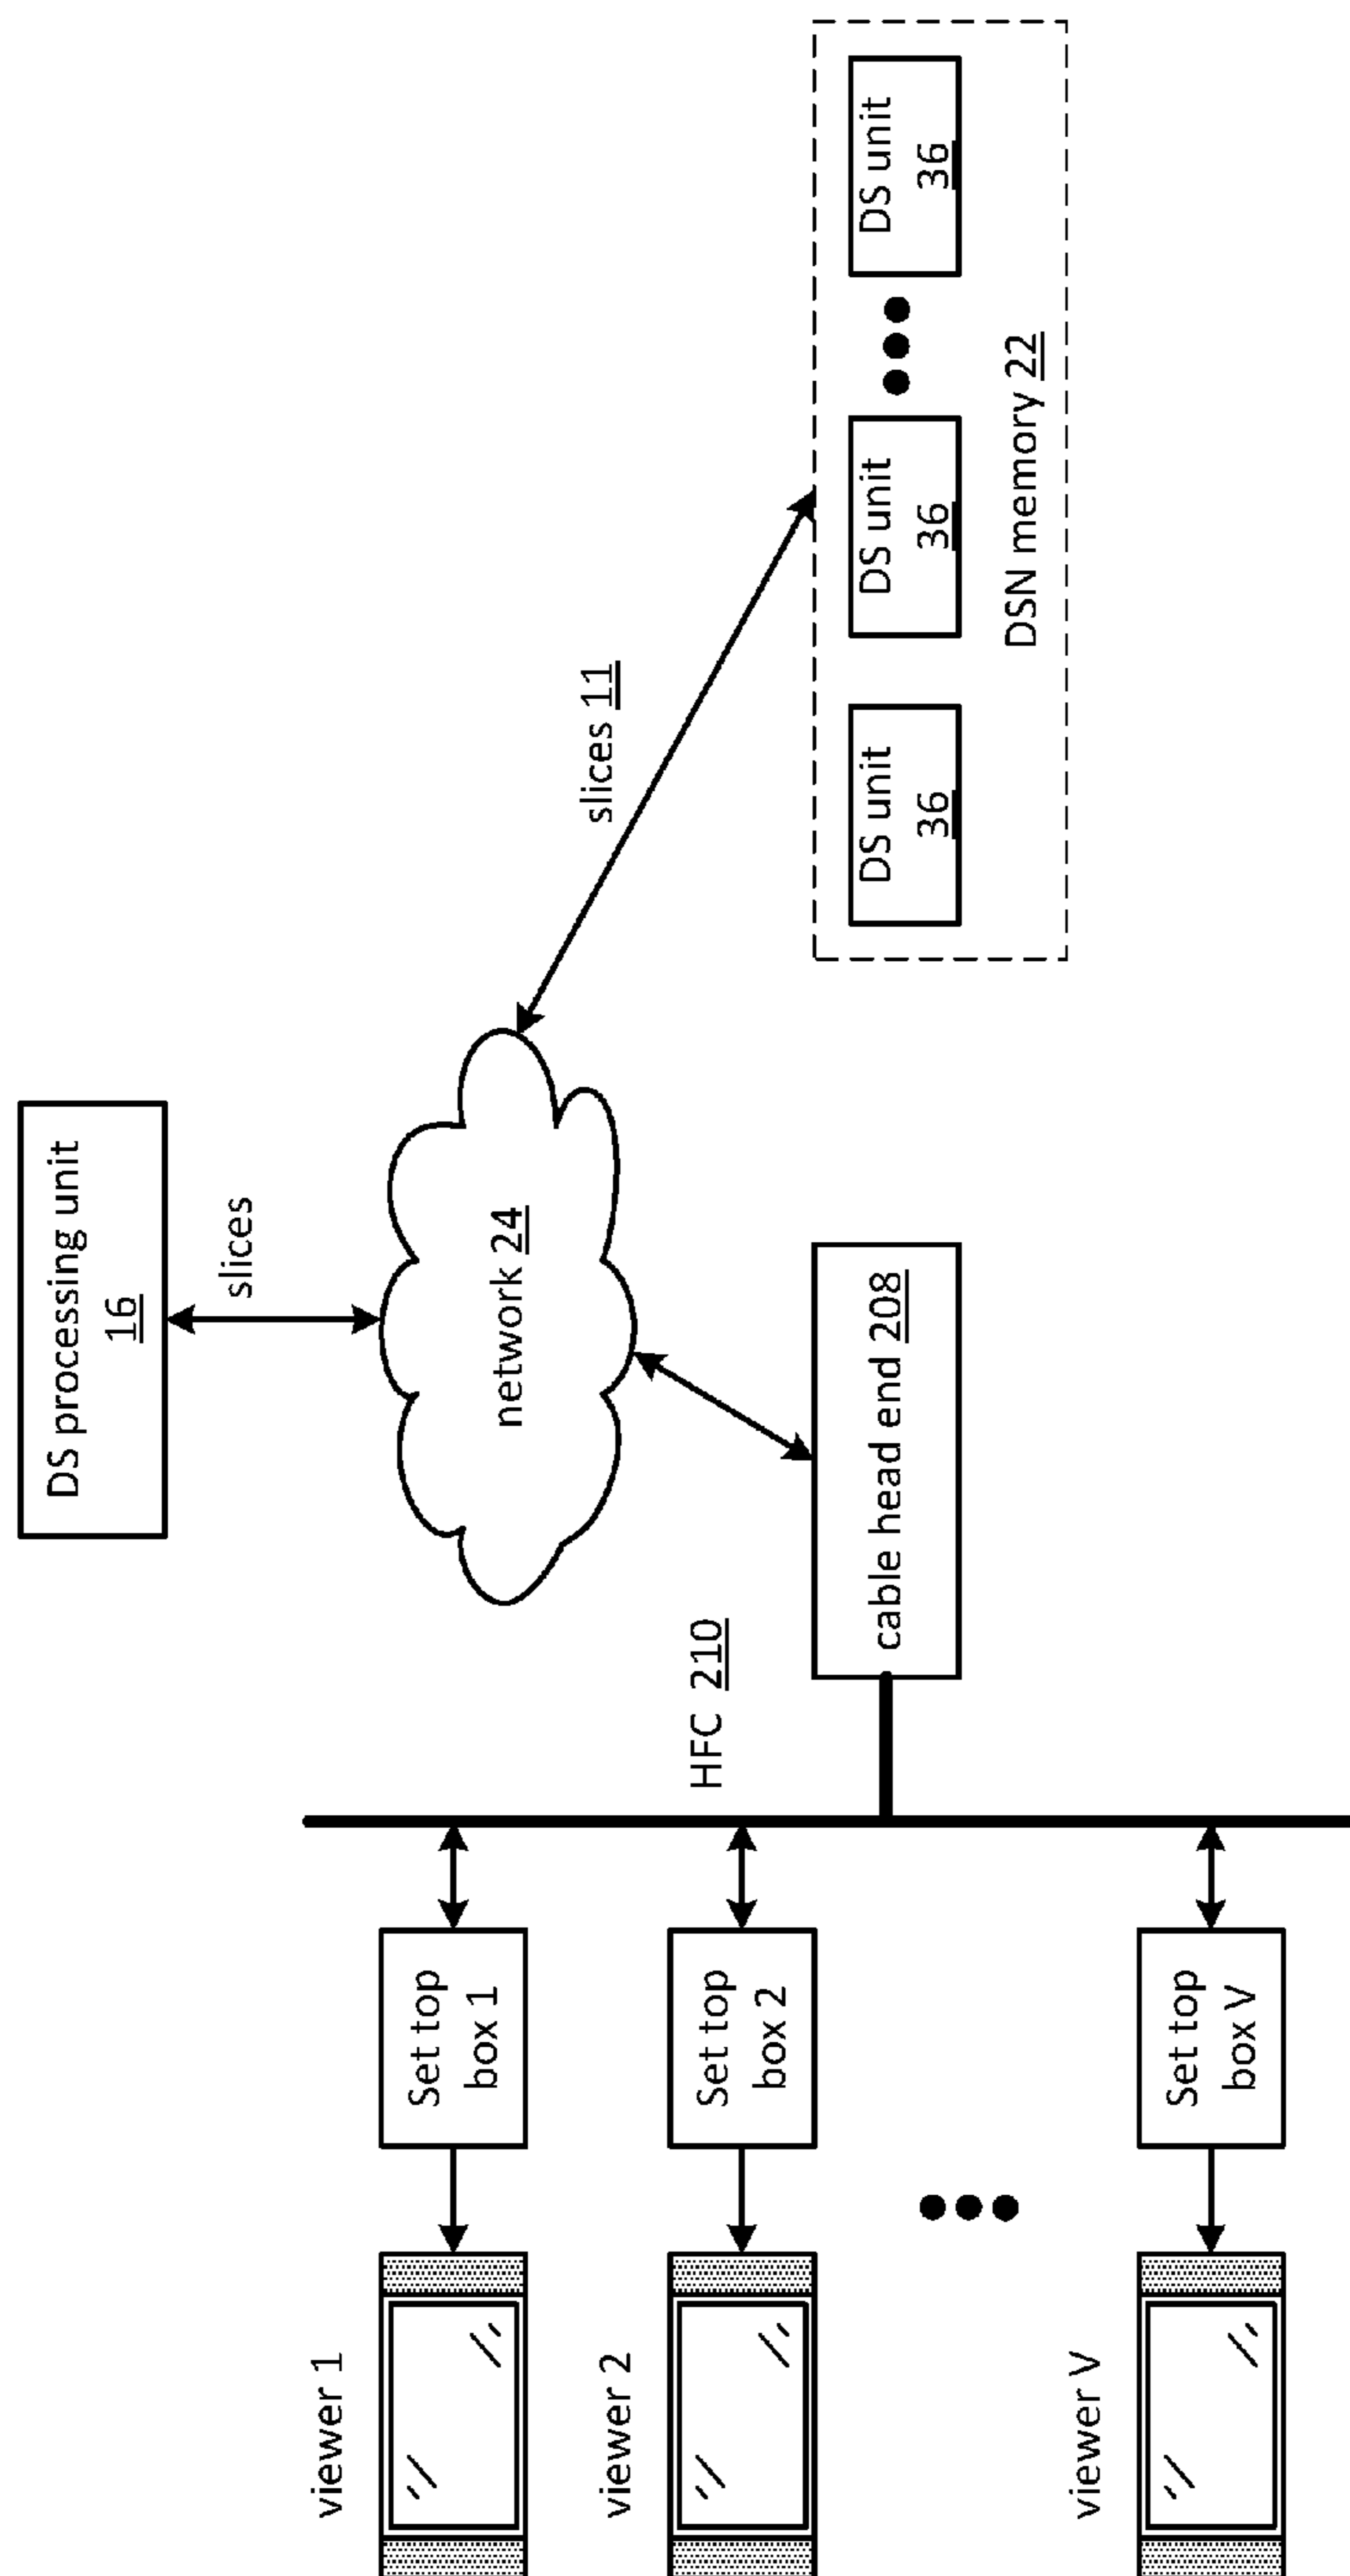 viewer 1
Set top
box 1
viewer 2
Set top
box 2
viewer V
Set top
box V
HFC 210
DS processing unit
16
slices
network 24
cable head end 208
slices 11
DS unit
36
DS unit
36
DS unit
36
DSN memory 22